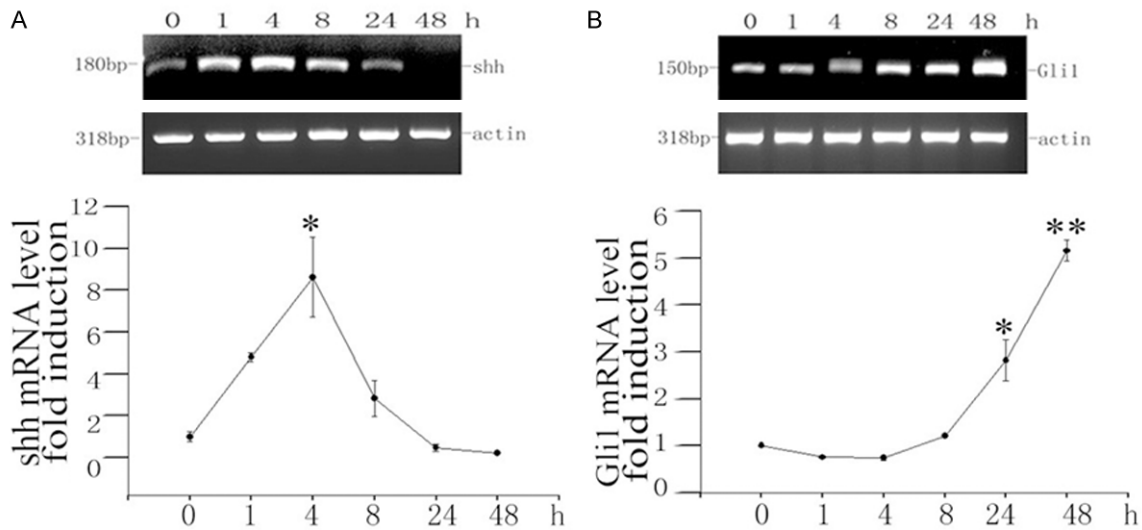 A
0 1 4 8 24 48 h
180bp
shh
318bp
actin
12
10
8
6
4
2
0
shh mRNA level
fold induction
*
0 1 4 8 24 48 h
B
0 1 4 8 24 48 h
150bp
Gli1
318bp
actin
6
5
4
3
2
1
0
Gli1 mRNA level
fold induction
*
**
0 1 4 8 24 48 h